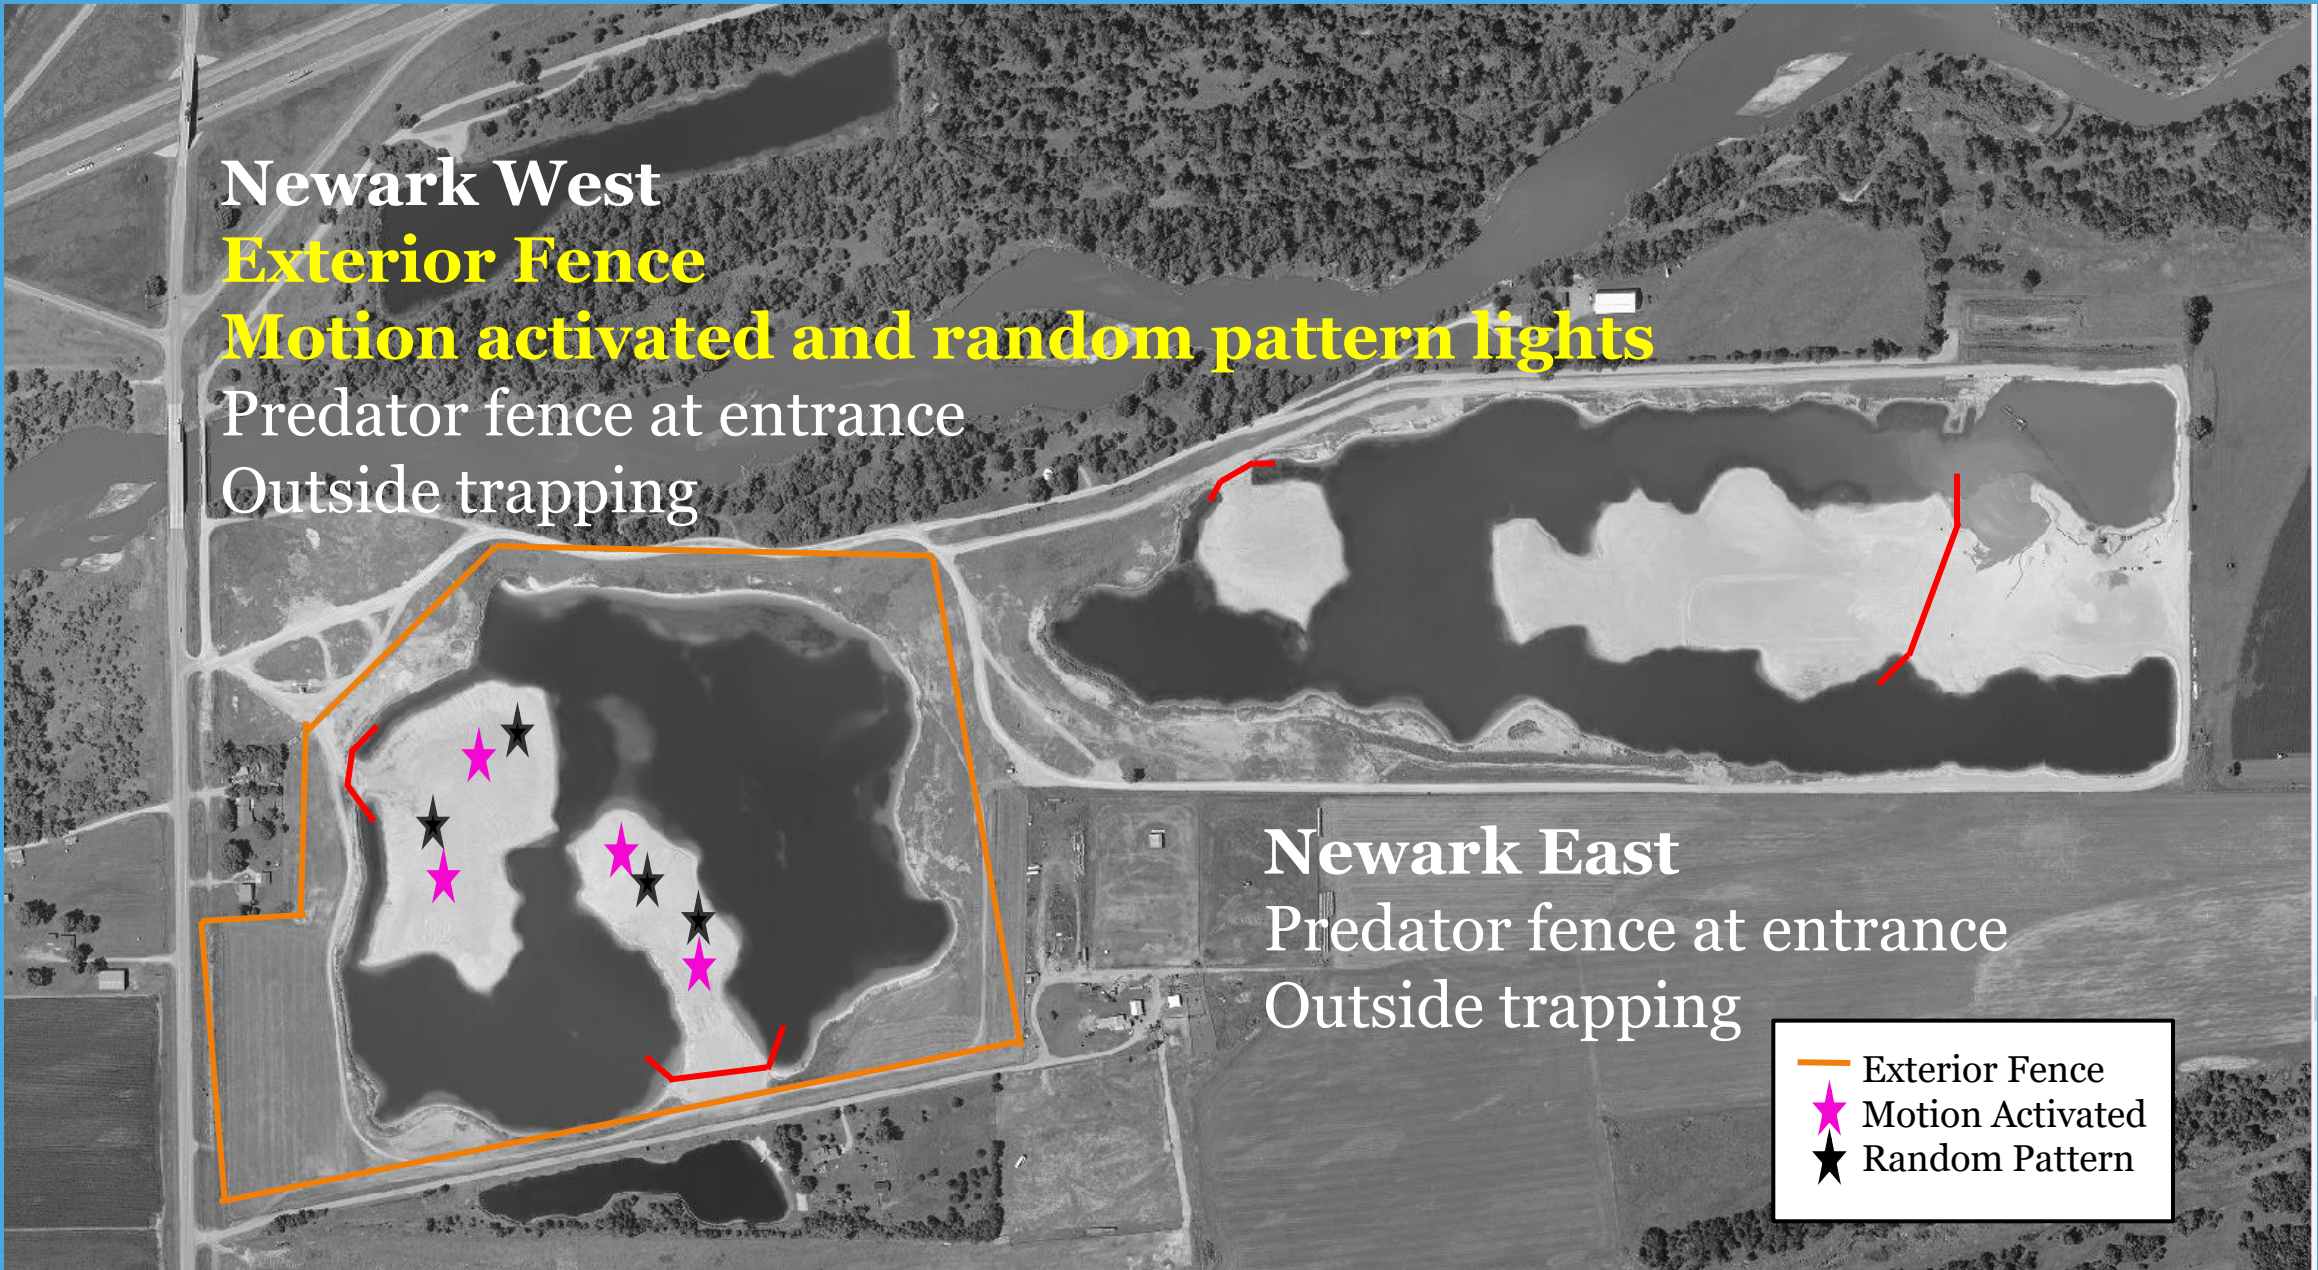 Newark West
Exterior Fence
Motion activated and random pattern lights
Predator fence at entrance
Outside trapping
Newark East
Predator fence at entrance
Outside trapping
Exterior Fence
Motion Activated
Random Pattern